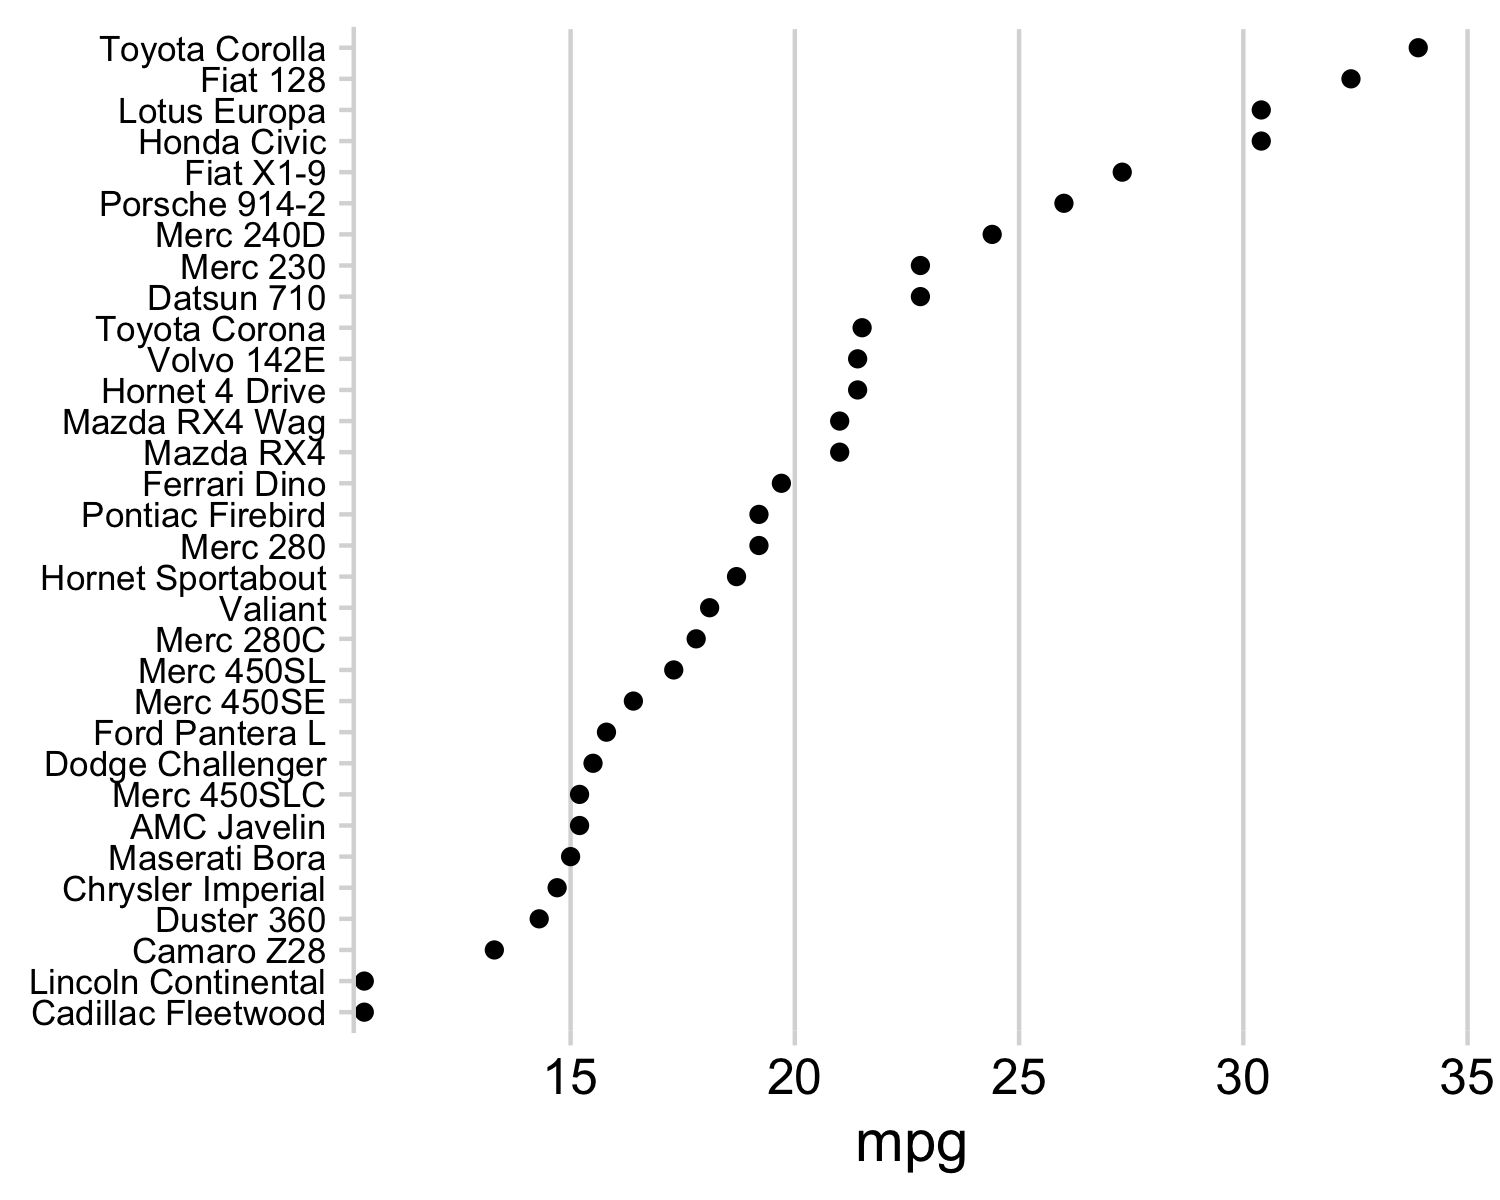 Toyota Corolla
Fiat 128
Lotus Europa
Honda Civic
Fiat X1-9
Porsche 914-2
Merc 240D
Merc 230
Datsun 710
Toyota Corona
Volvo 142E
Hornet 4 Drive
Mazda RX4 Wag
Mazda RX4
Ferrari Dino
Pontiac Firebird
Merc 280
Hornet Sportabout
Valiant
Merc 280C
Merc 450SL
Merc 450SE
Ford Pantera L
Dodge Challenger
Merc 450SLC
AMC Javelin
Maserati Bora
Chrysler Imperial
Duster 360
Camaro Z28
Lincoln Continental
Cadillac Fleetwood
15 20 25 30 35
mpg